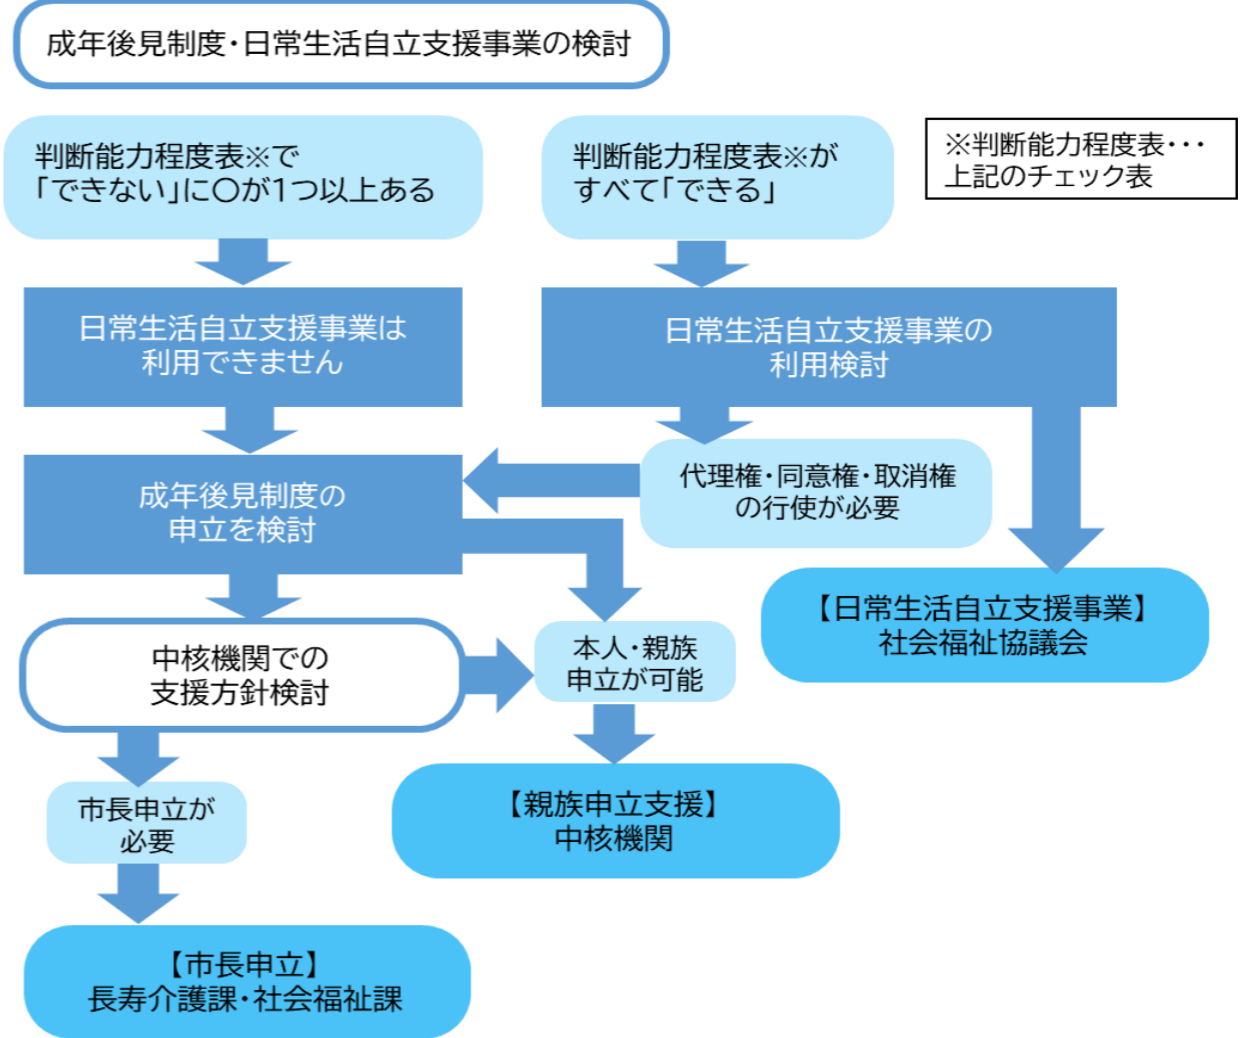 成年後見制度・日常生活自立支援事業の検討
判断能力程度表※で
「できない」に〇が1つ以上ある
判断能力程度表※が
すべて「できる」
※判断能力程度表・・・
上記のチェック表
日常生活自立支援事業は
利用できません
日常生活自立支援事業の
利用検討
成年後見制度の
申立を検討
代理権・同意権・取消権
の行使が必要
【日常生活自立支援事業】
社会福祉協議会
中核機関での
支援方針検討
本人・親族
申立が可能
市長申立が
必要
【親族申立支援】
中核機関
【市長申立】
長寿介護課・社会福祉課